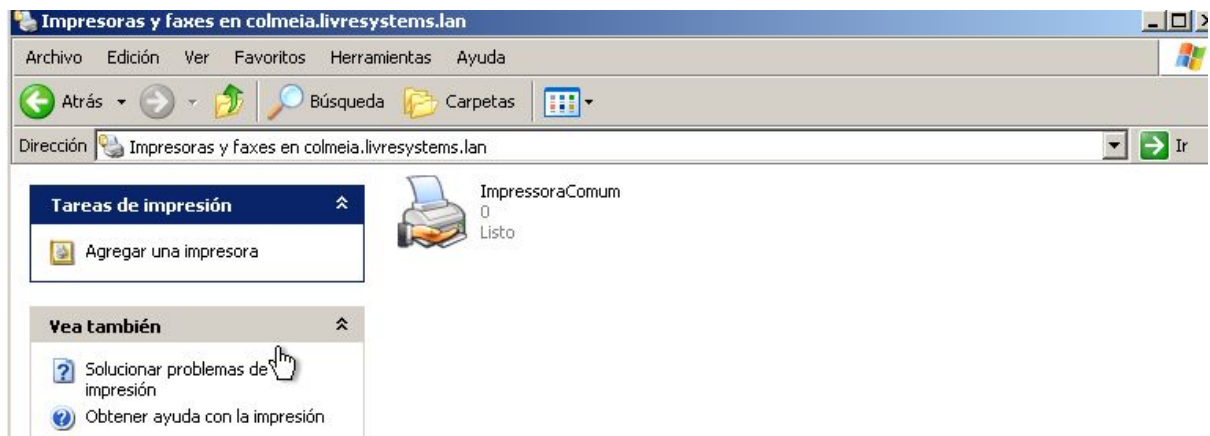 Impresoras y faxes en colmeia.livresystems.lan
Archivo Edición Ver Favoritos Herramientas Ayuda
Atrás Búsqueda Carpetas
Dirección Impresoras y faxes en colmeia.livresystems.lan Ir
Tareas de impresión
Agregar una impresora
ImpressoraComum
0
Listo
Vea también
Solucionar problemas de
impresión
Obtener ayuda con la impresión